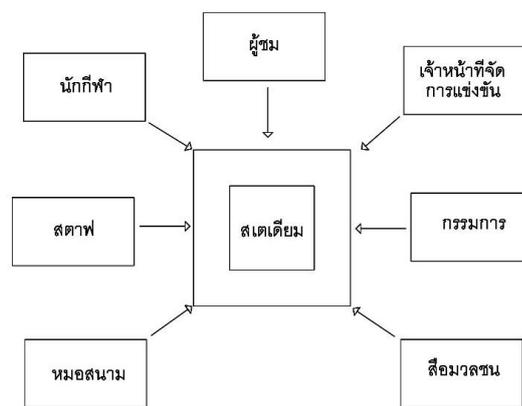 ผู้ชม
นักกีฬา
เจ้าหน้าที่จัด
การแข่งขัน
สตาฟ
สเตเดียม
กรรมการ
หมอสนาม
สื่อมวลชน